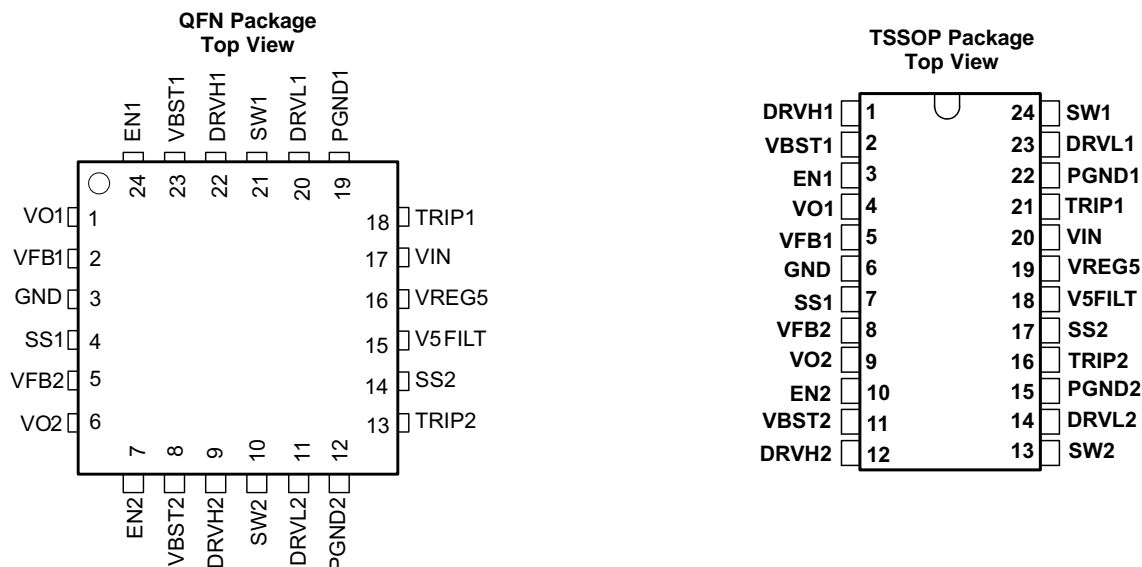 QFN Package
Top View
EN1
VBST1
DRVH1
SW1
DRVL1
PGND1
24
23
22
21
20
19
VO1 1
VFB1 2
GND 3
SS1 4
VFB2 5
VO2 6
18 TRIP1
17 VIN
16 VREG5
15 V5FILT
14 SS2
13 TRIP2
7
8
9
10
11
12
EN2
VBST2
DRVH2
SW2
DRVL2
PGND2
TSSOP Package
Top View
DRVH1 1
VBST1 2
EN1 3
VO1 4
VFB1 5
GND 6
SS1 7
VFB2 8
VO2 9
EN2 10
VBST2 11
DRVH2 12
24 SW1
23 DRVL1
22 PGND1
21 TRIP1
20 VIN
19 VREG5
18 V5FILT
17 SS2
16 TRIP2
15 PGND2
14 DRVL2
13 SW2